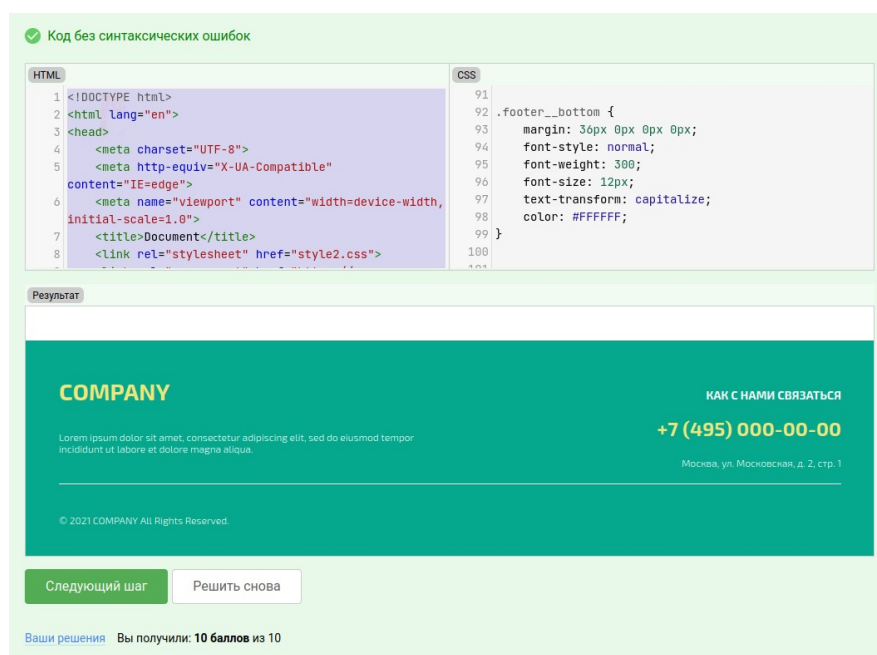 Код без синтаксических ошибок
HTML
1 <!DOCTYPE html>
2 <html lang="en">
3 <head>
4 <meta charset="UTF-8">
5 <meta http-equiv="X-UA-Compatible"
content="IE=edge">
6 <meta name="viewport" content="width=device-width,
initial-scale=1.0">
7 <title>Document</title>
8 <link rel="stylesheet" href="style2.css">
CSS
91
92 .footer__bottom {
93 margin: 36px 0px 0px 0px;
94 font-style: normal;
95 font-weight: 300;
96 font-size: 12px;
97 text-transform: capitalize;
98 color: #FFFFFF;
99 }
100
Результат
COMPANY
Lorem ipsum dolor sit amet, consectetur adipiscing elit, sed do eiusmod tempor
incididunt ut labore et dolore magna aliqua.
КАК С НАМИ СВЯЗАТЬСЯ
+7 (495) 000-00-00
Москва, ул. Московская, д. 2, стр. 1
© 2021 COMPANY All Rights Reserved.
Следующий шаг
Решить снова
Ваши решения Вы получили: 10 баллов из 10